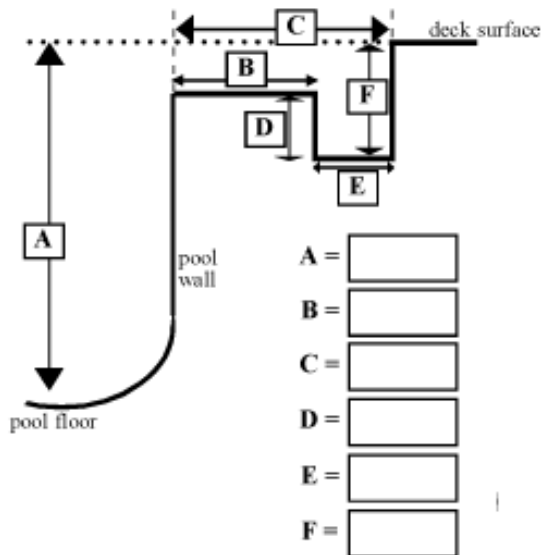 C
deck surface
B
F
D
E
A
pool
wall
pool floor
A =
B =
C =
D =
E =
F =